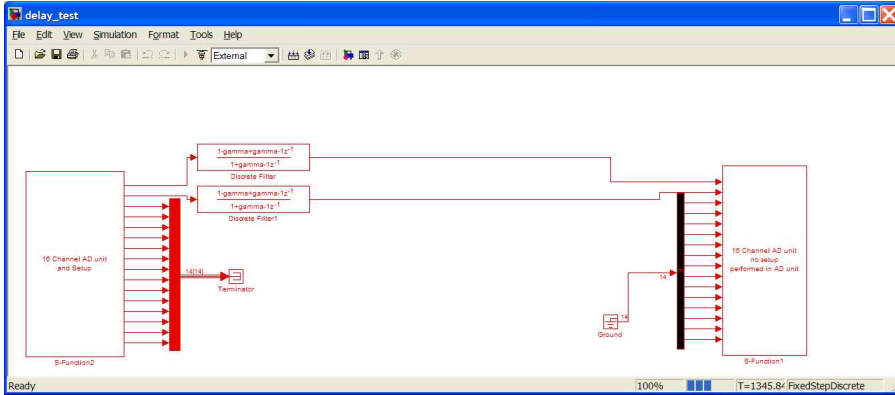 delay_test
File Edit View Simulation Format Tools Help
External
1-gamma+gamma-1z-1
1+gamma-1z-1
Discrete Filter
1-gamma+gamma-1z-1
1+gamma-1z-1
Discrete Filter1
16 Channel AD unit
and Setup
S-Function2
14{14}
Terminator
14
Ground
14
16 Channel AD unit
no setup
performed in AD unit
S-Function1
Ready
100%
T=1345.84
FixedStepDiscrete